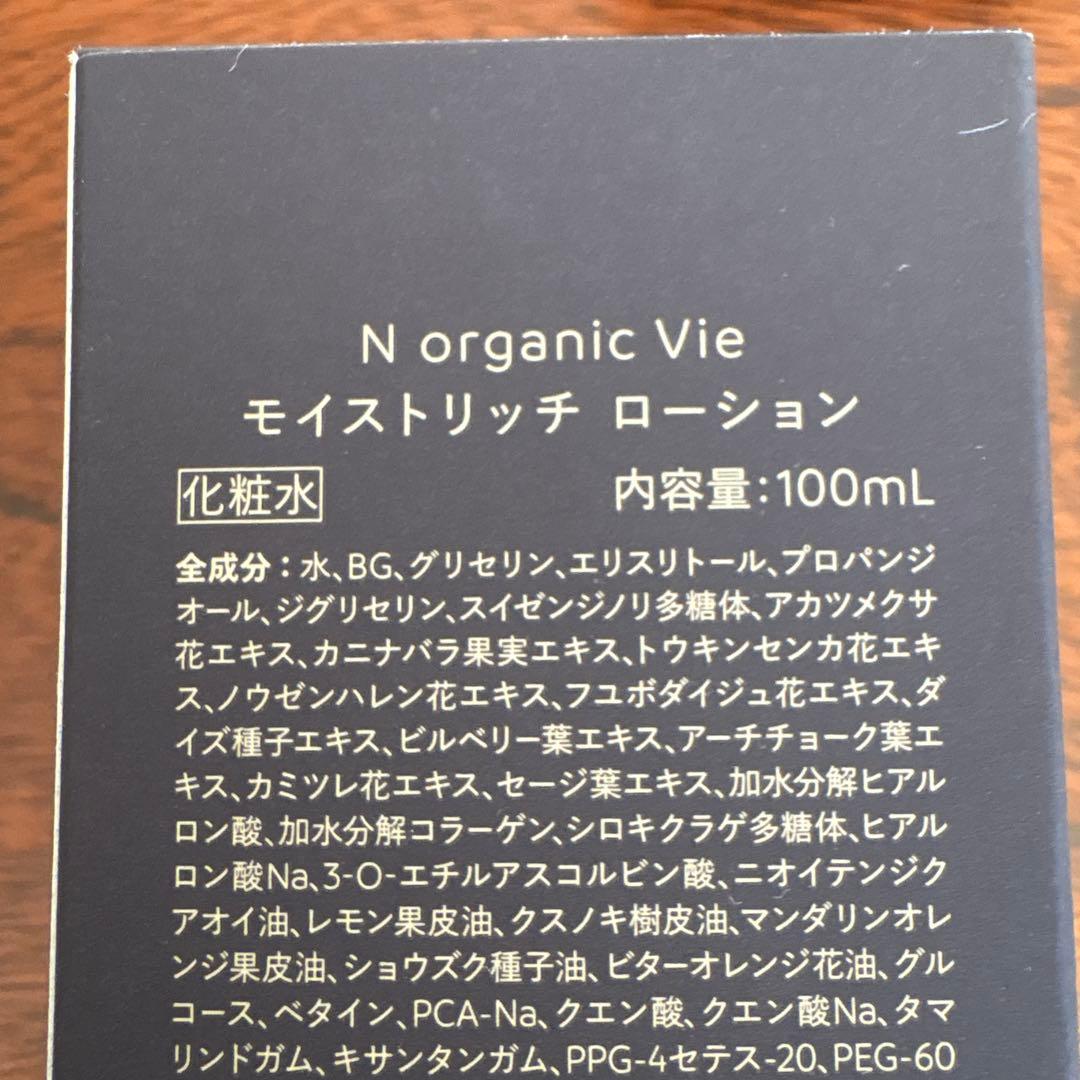 N organic Vie
モイストリッチ ローション
化粧水 内容量:100mL
全成分:水、BG、グリセリン、エリスリトール、プロパンジ
オール、ジグリセリン、スイゼンジノリ多糖体、アカツメクサ
花エキス、カニナバラ果実エキス、トウキンセンカ花エキ
ス、ノウゼンハレン花エキス、フユボダイジュ花エキス、ダ
イズ種子エキス、ビルベリー葉エキス、アーチチョーク葉エ
キス、カミツレ花エキス、セージ葉エキス、加水分解ヒアル
ロン酸、加水分解コラーゲン、シロキクラゲ多糖体、ヒアル
ロン酸Na、3-O-エチルアスコルビン酸、ニオイテンジク
アオイ油、レモン果皮油、クスノキ樹皮油、マンダリンオレ
ンジ果皮油、ショウズク種子油、ビターオレンジ花油、グル
コース、ベタイン、PCA-Na、クエン酸、クエン酸Na、タマ
リンドガム、キサンタンガム、PPG-4セテス-20、PEG-60